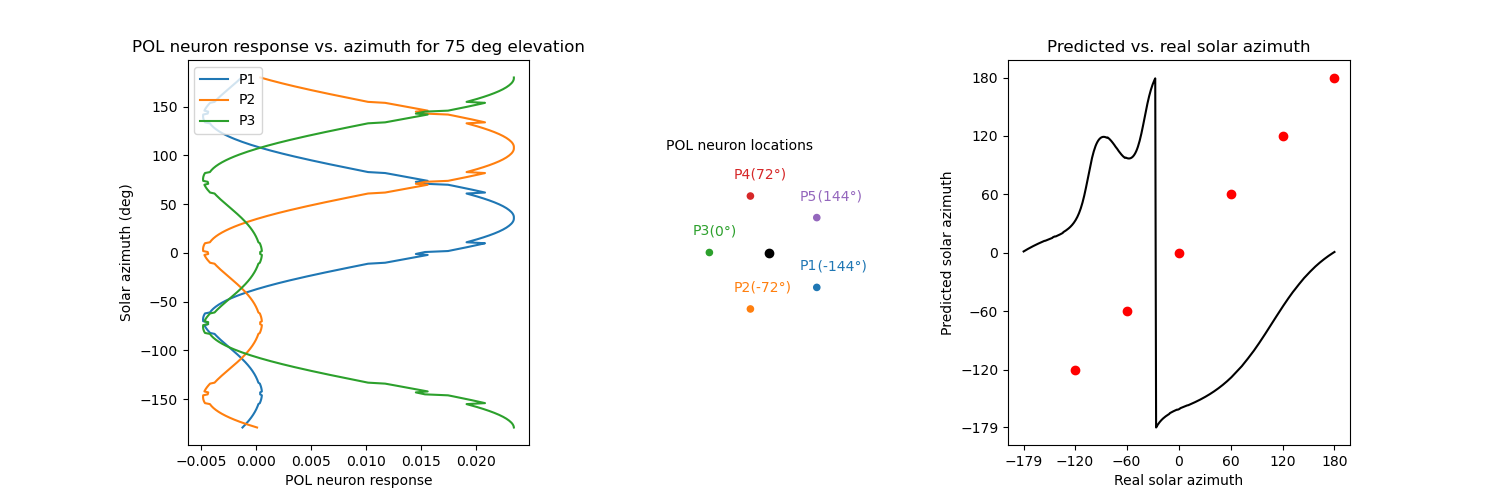 POL neuron response vs. azimuth for 75 deg elevation
P1
P2
P3
150
100
50
0
−50
−100
−150
Solar azimuth (deg)
−0.005 0.000 0.005 0.010 0.015 0.020
POL neuron response
POL neuron locations
P4(72°)
P5(144°)
P3(0°)
P1(-144°)
P2(-72°)
Predicted vs. real solar azimuth
180
120
60
0
−60
−120
−179
Predicted solar azimuth
−179 −120 −60 0 60 120 180
Real solar azimuth